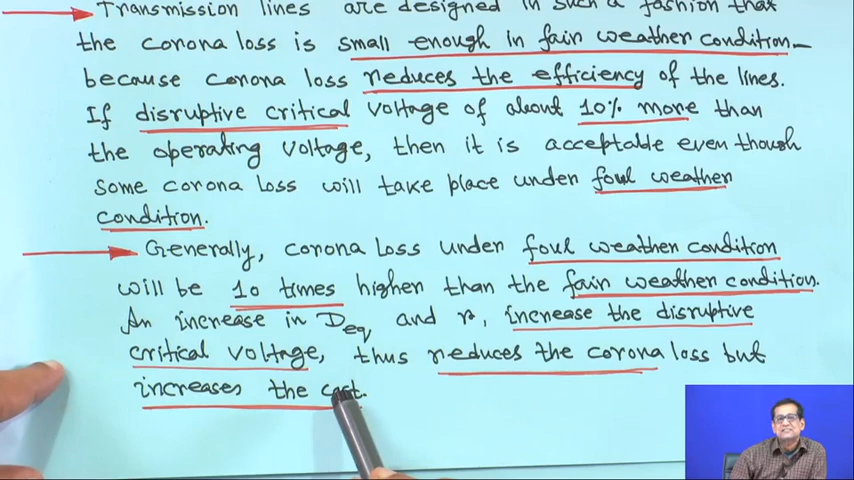 Transmission lines are designed in such a fashion that
the corona loss is small enough in fair weather condition
because corona loss reduces the efficiency of the lines.
If disruptive critical voltage of about 10% more than
the operating voltage, then it is acceptable even though
some corona loss will take place under foul weather
condition.
Generally, corona loss under foul weather condition
will be 10 times higher than the fair weather condition.
An increase in Deq and r, increase the disruptive
critical voltage, thus reduces the corona loss but
increases the cost.